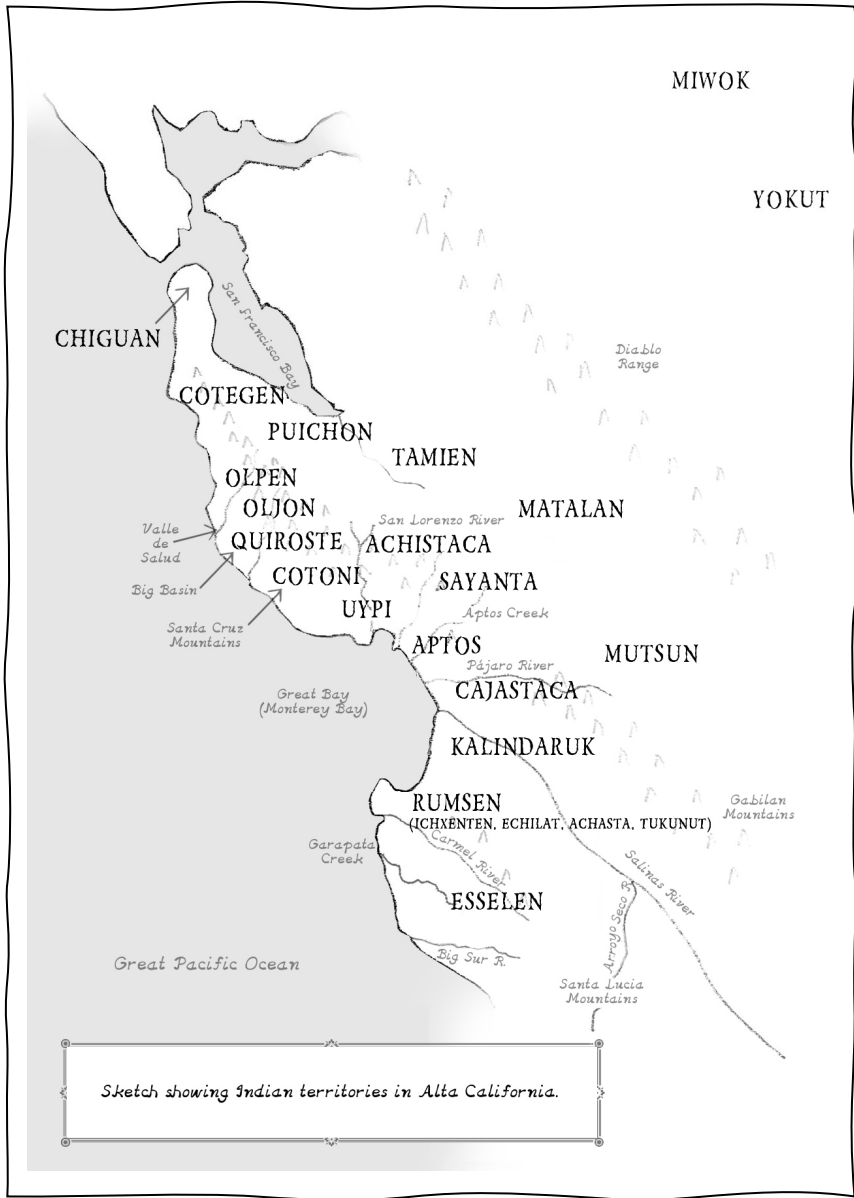 MIWOK
YOKUT
San Francisco Bay
CHIGUAN
Diablo
Range
COTEGEN
PUICHON
TAMIEN
OLPEN
OLJON
MATALAN
San Lorenzo River
Valle
de
Salud
QUIROSTE
ACHISTACA
COTONI
SAYANTA
Big Basin
UYPI
Aptos Creek
Santa Cruz
Mountains
APTOS
MUTSUN
Pájaro River
CAJASTACA
Great Bay
(Monterey Bay)
KALINDARUK
RUMSEN
(ICHXENTEN, ECHILAT, ACHASTA, TUKUNUT)
Gabilan
Mountains
Garapata
Creek
Carmel River
Salinas River
ESSELEN
Arroyo Seco R.
Big Sur R.
Great Pacific Ocean
Santa Lucia
Mountains
Sketch showing Indian territories in Alta California.